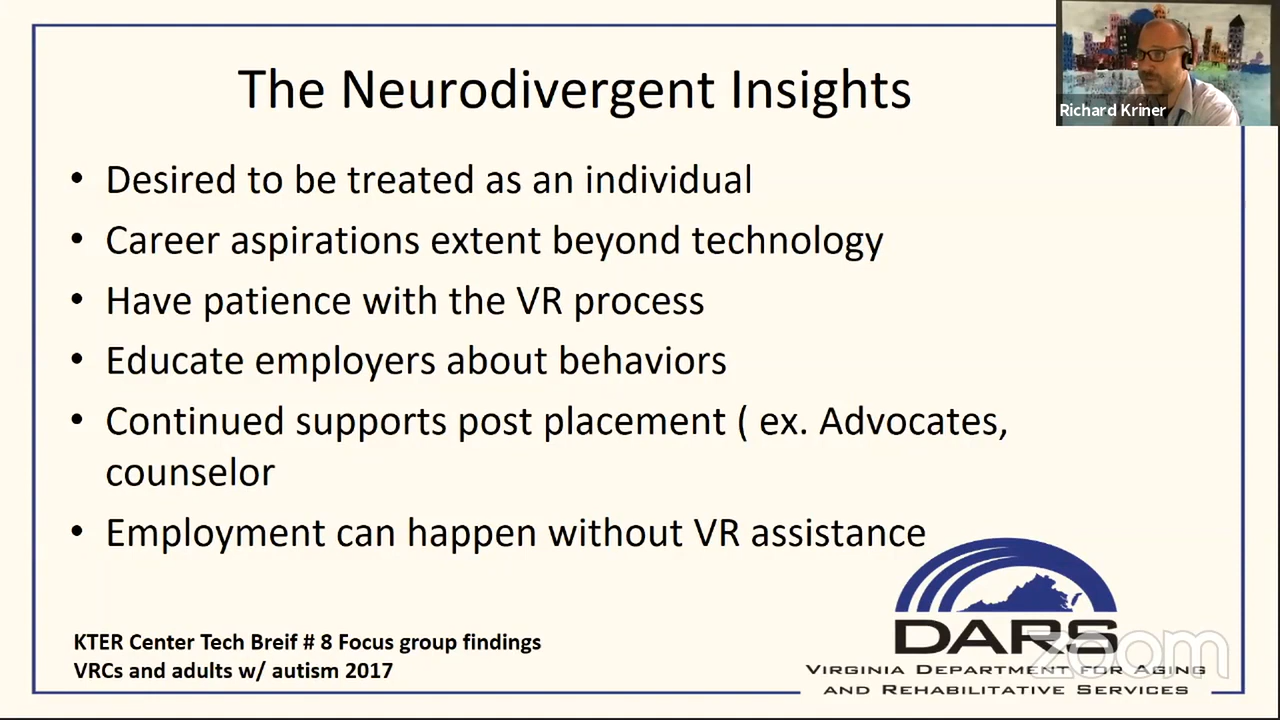 The Neurodivergent Insights
Richard Kriner
• Desired to be treated as an individual
• Career aspirations extent beyond technology
• Have patience with the VR process
• Educate employers about behaviors
• Continued supports post placement ( ex. Advocates,
counselor
• Employment can happen without VR assistance
KTER Center Tech Breif # 8 Focus group findings
VRCs and adults w/ autism 2017
DARS
zoom
Virginia Department for Aging
and Rehabilitative Services